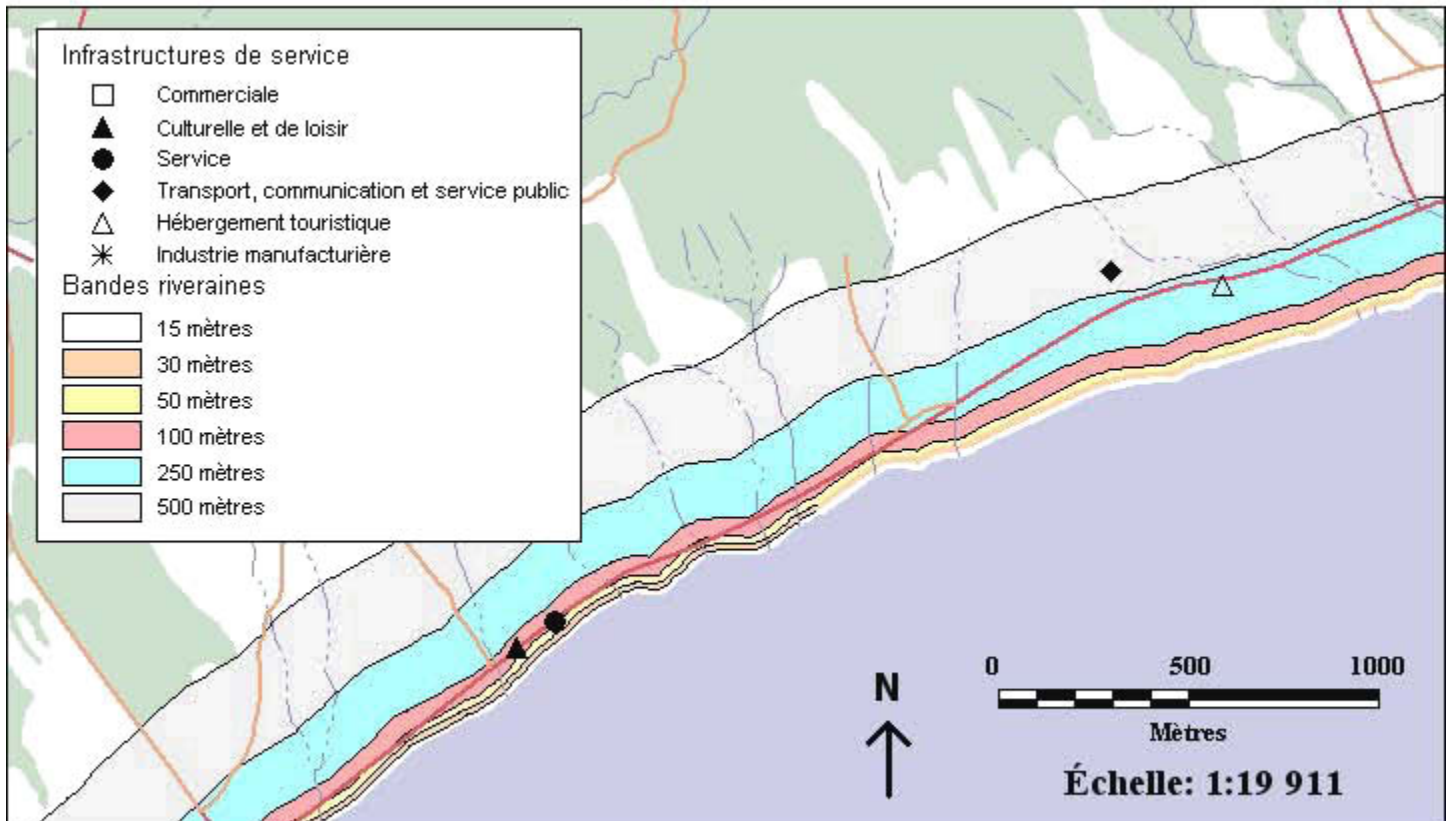 Infrastructures de service
Commerciale
Culturelle et de loisir
Service
Transport, communication et service public
Hébergement touristique
Industrie manufacturière
Bandes riveraines
15 mètres
30 mètres
50 mètres
100 mètres
250 mètres
500 mètres
N
0 500 1000
Mètres
Échelle: 1:19 911